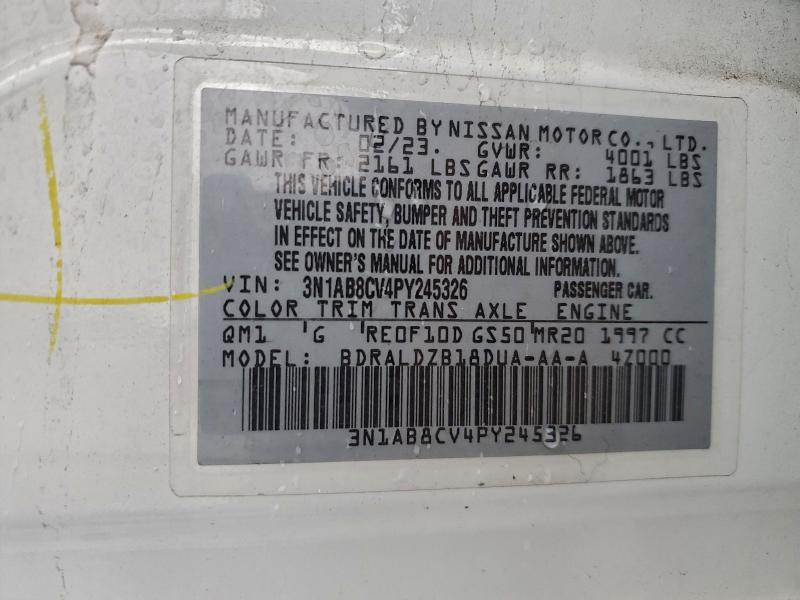 MANUFACTURED BY NISSAN MOTOR CO., LTD.
DATE: 02/23. GVWR: 4001 LBS
GAWR FR: 2161 LBS GAWR RR: 1863 LBS
THIS VEHICLE CONFORMS TO ALL APPLICABLE FEDERAL MOTOR
VEHICLE SAFETY, BUMPER AND THEFT PREVENTION STANDARDS
IN EFFECT ON THE DATE OF MANUFACTURE SHOWN ABOVE.
SEE OWNER'S MANUAL FOR ADDITIONAL INFORMATION.
VIN: 3N1AB8CV4PY245326 PASSENGER CAR.
COLOR TRIM TRANS AXLE ENGINE
QM1 'G 'RE0F10D GS50'MR20 1997 CC
MODEL: BDRALDZB18DUA-AA-A 4Z000
3N1AB8CV4PY245326